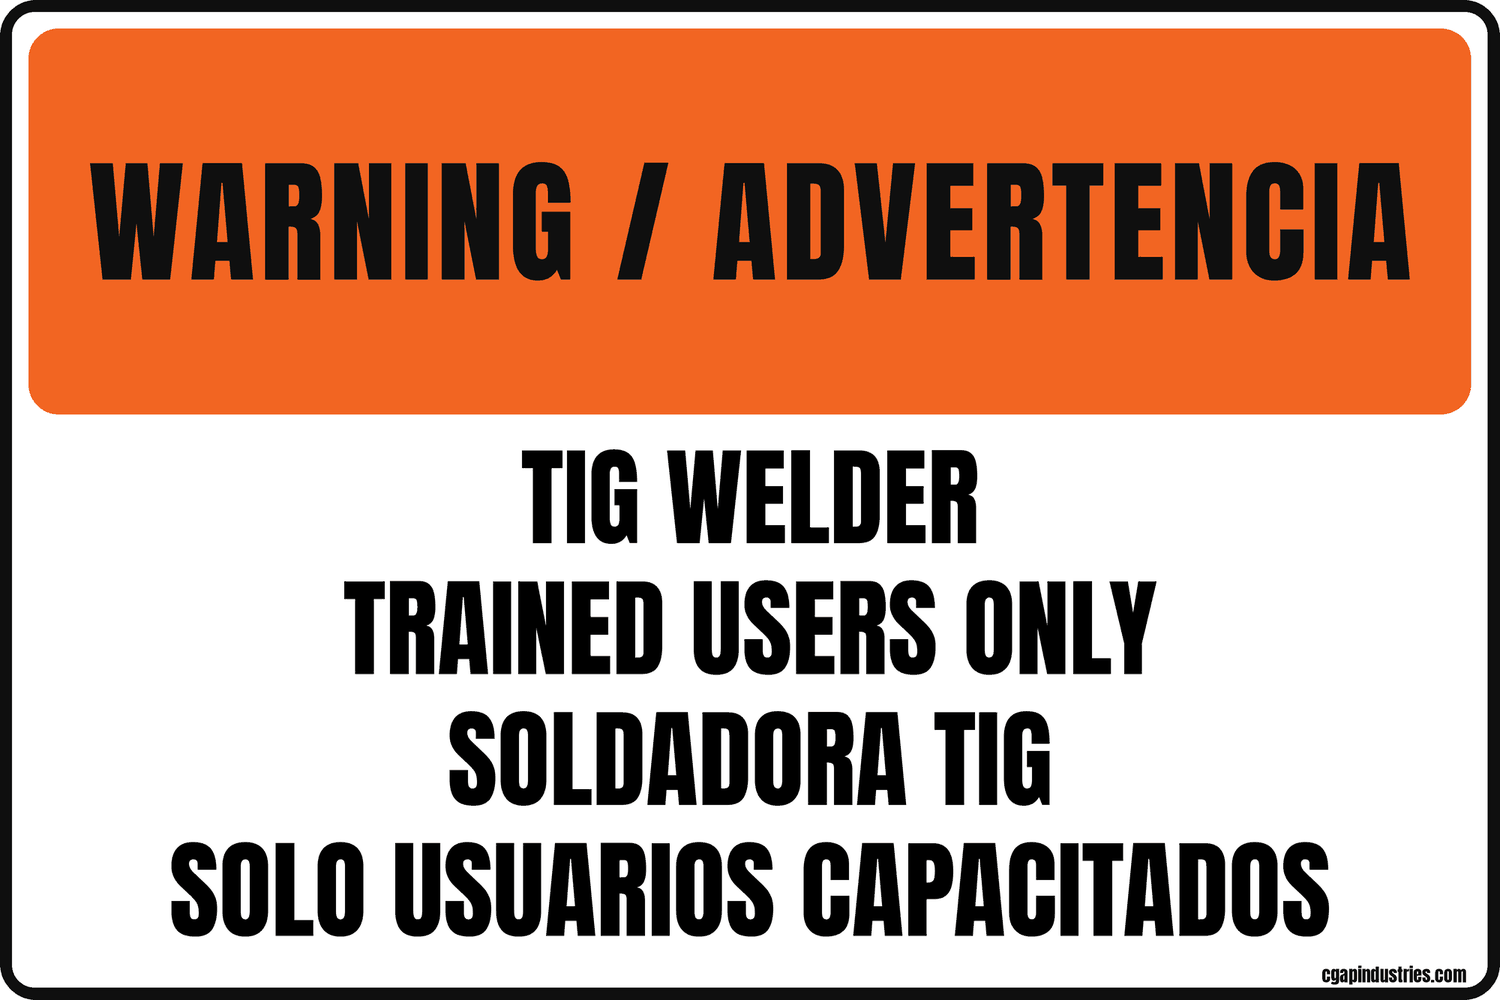 WARNING / ADVERTENCIA
TIG WELDER
TRAINED USERS ONLY
SOLDADORA TIG
SOLO USUARIOS CAPACITADOS
cgapindustries.com